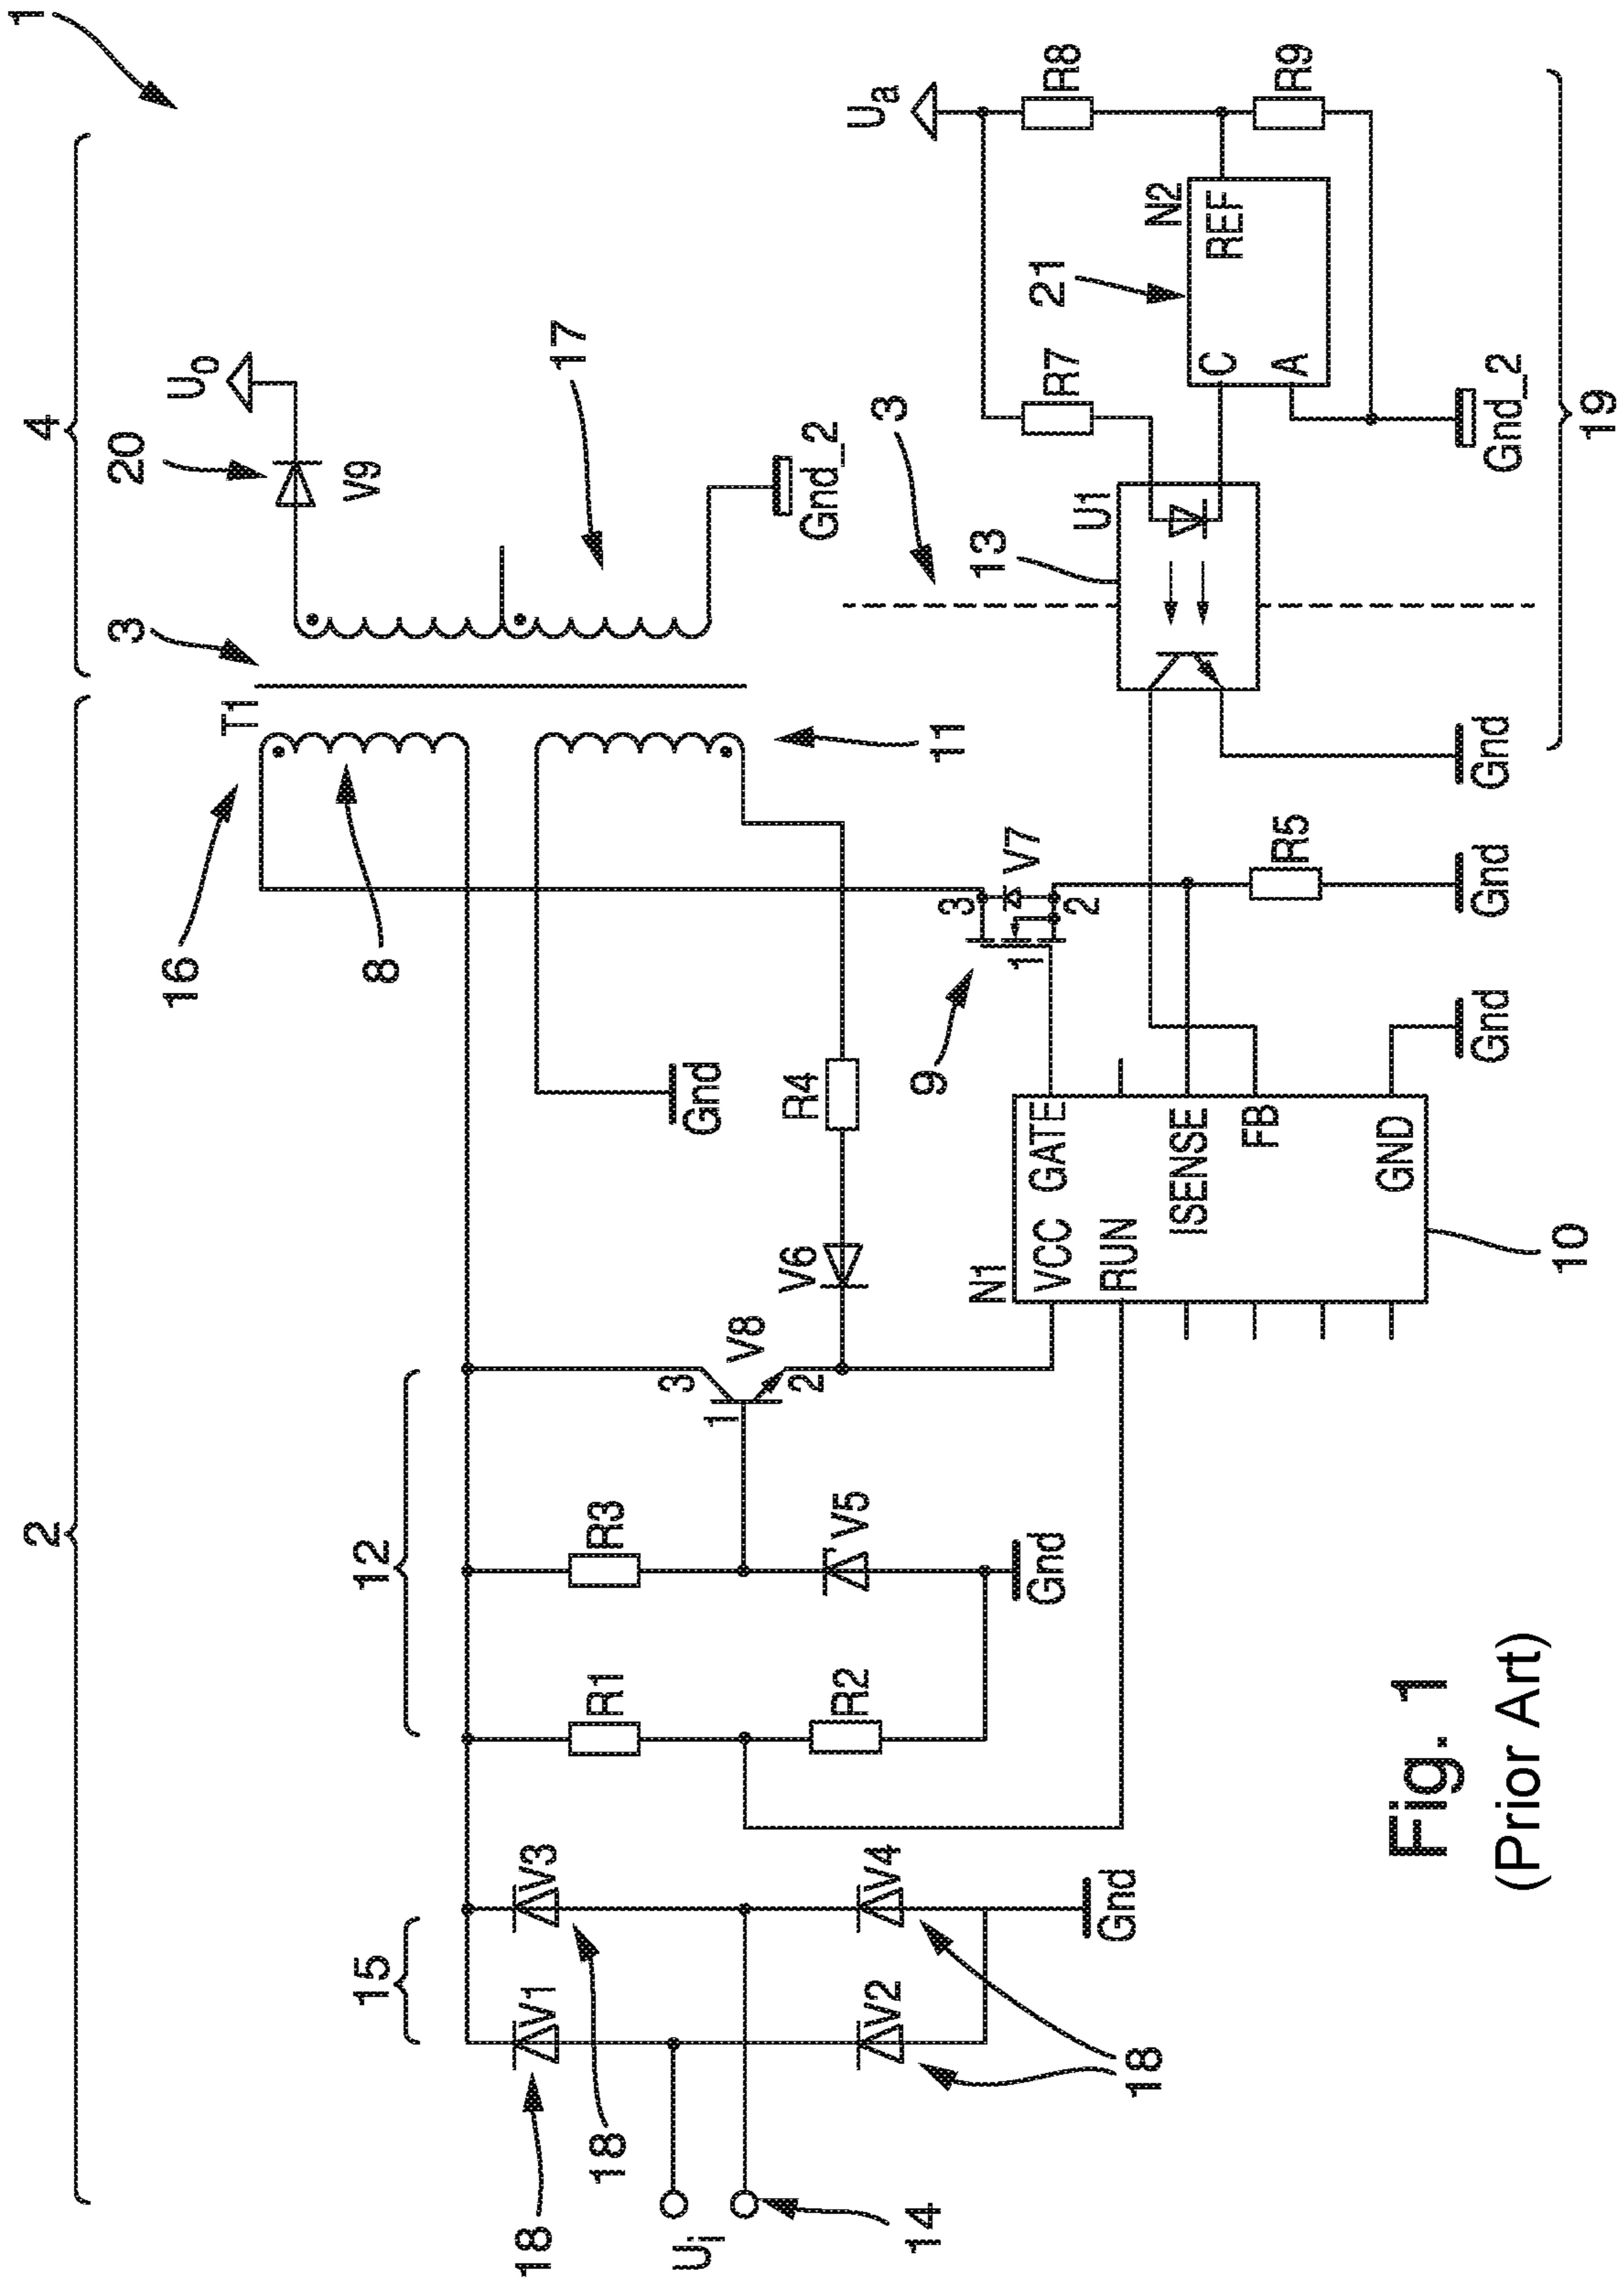 1
2
4
3
T1
16
8
11
17
20
V9
Uo
Gnd_2
15
12
V1
V3
18
18
18
V2
V4
Gnd
Ui
14
R1
R2
R3
V5
Gnd
3
1
2
V8
V6
R4
Gnd
N1
VCC
GATE
RUN
ISENSE
FB
GND
10
Gnd
9
3
1
1
2
V7
R5
Gnd
Gnd
3
13
U1
R7
21
N2
C
REF
A
Ua
R8
R9
Gnd_2
19
Fig. 1
(Prior Art)